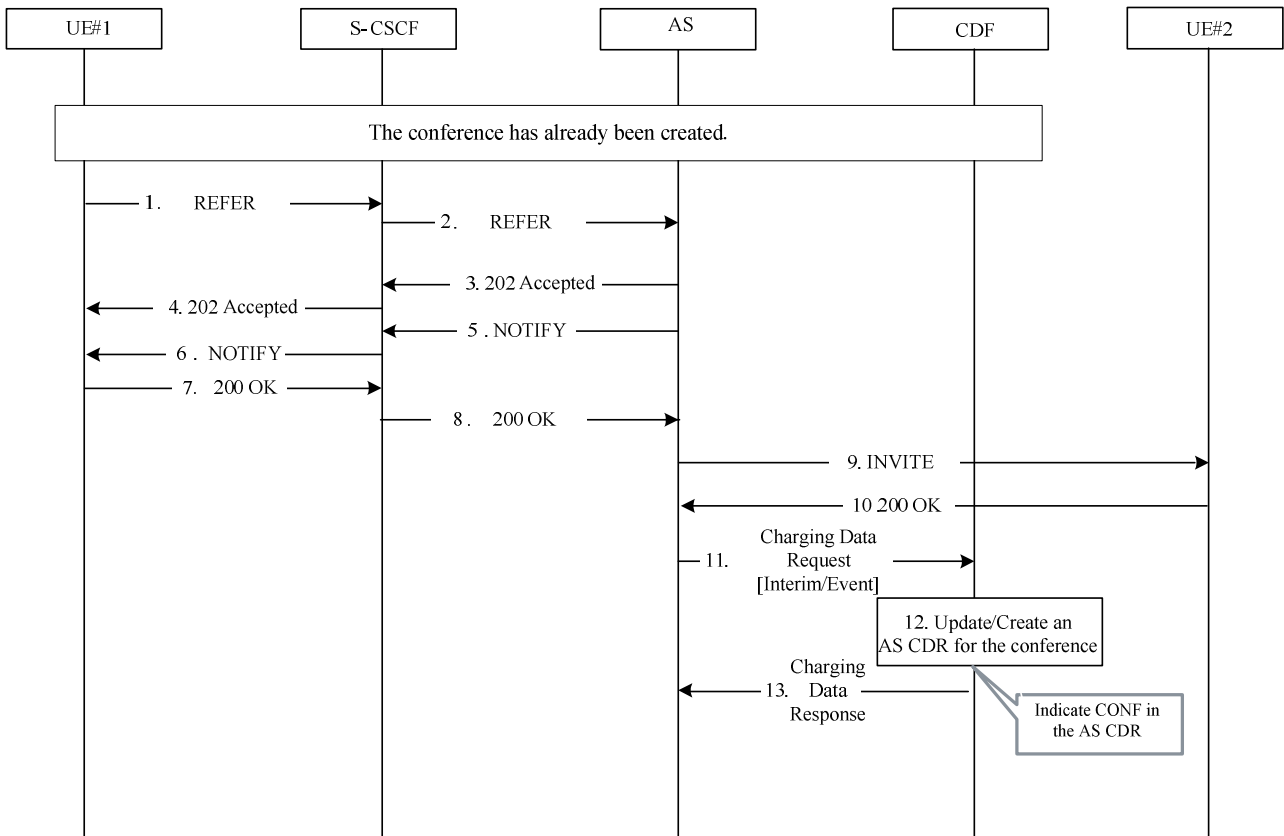 UE#1
S-CSCF
AS
CDF
UE#2
The conference has already been created.
1. REFER
2. REFER
3. 202 Accepted
4. 202 Accepted
5 . NOTIFY
6 . NOTIFY
7. 200 OK
8. 200 OK
9. INVITE
10 200 OK
Charging Data
11. Request
[Interim/Event]
12. Update/Create an
AS CDR for the conference
Charging
13. Data
Response
Indicate CONF in
the AS CDR